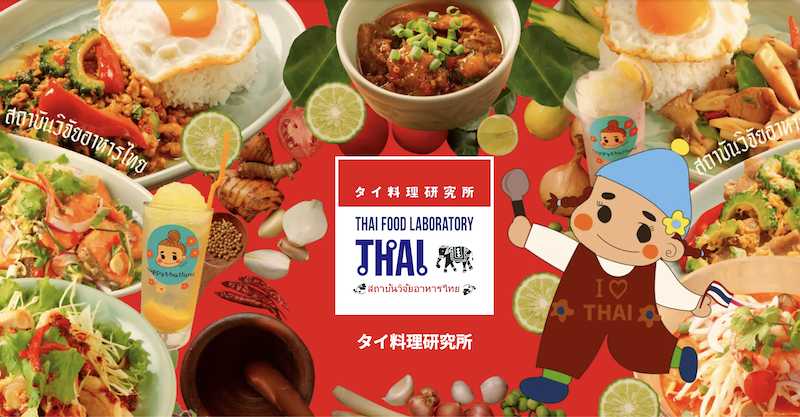 สถาบันวิจัยอาหารไทย
สถาบันวิจัยอาหารไทย
タイ料理研究所
THAI FOOD LABORATORY
THAI
สถาบันวิจัยอาหารไทย
タイ料理研究所
happythailand
I ♡
THAI